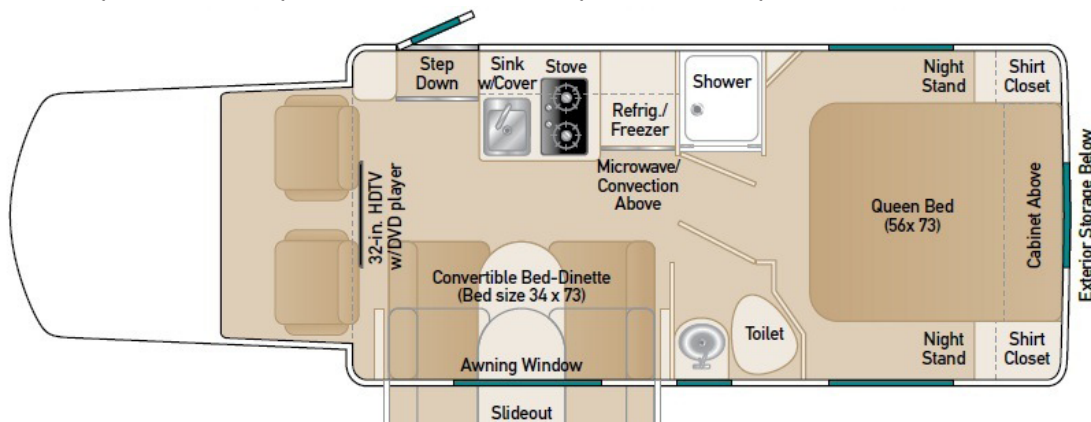 Step
Down
Sink
w/Cover
Stove
Refrig./
Freezer
Microwave/
Convection
Above
Shower
Night
Stand
Shirt
Closet
32-in. HDTV
w/DVD player
Queen Bed
(56x 73)
Cabinet Above
Exterior Storage Below
Convertible Bed-Dinette
(Bed size 34 x 73)
Awning Window
Slideout
Toilet
Night
Stand
Shirt
Closet